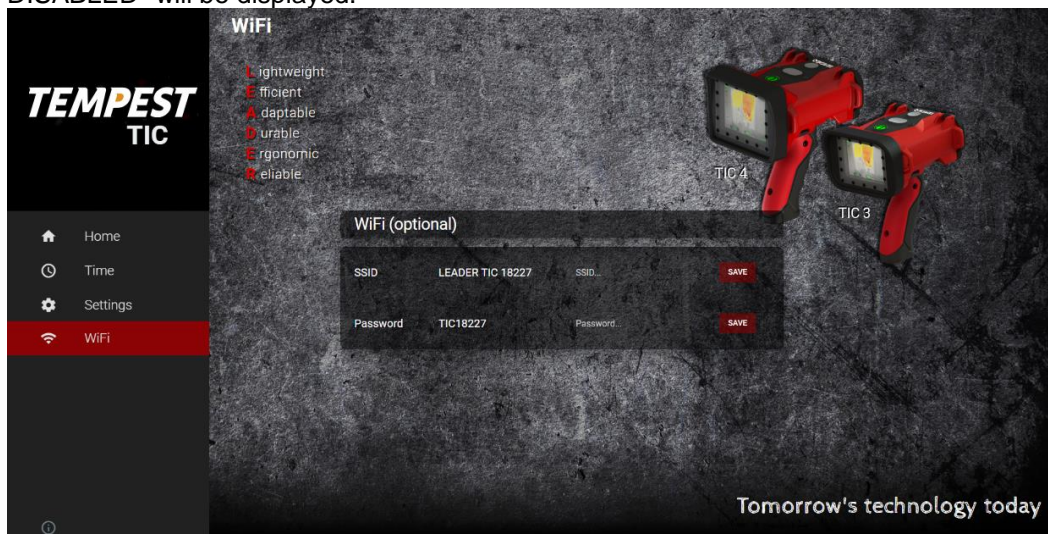 DISABLED" will be displayed.
WiFi
Lightweight
Efficient
Adaptable
Durable
Ergonomic
Reliable
TEMPEST
TIC
TIC 4
TIC 3
Home
Time
Settings
WiFi
WiFi (optional)
SSID LEADER TIC 18227 SSID... SAVE
Password TIC18227 Password... SAVE
Tomorrow's technology today